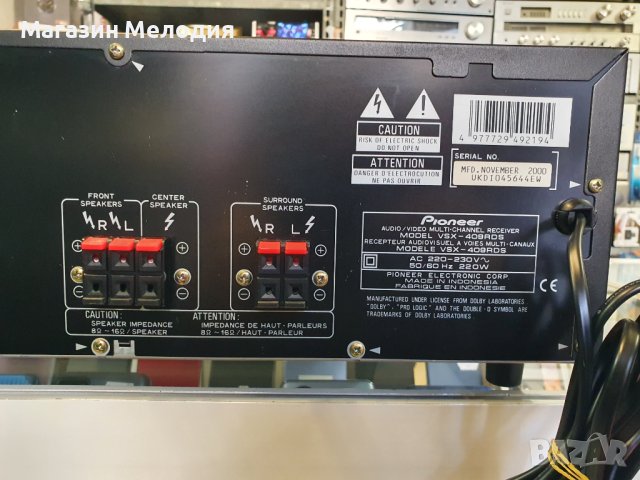 Магазин Мелодия
CAUTION
RISK OF ELECTRIC SHOCK
DO NOT OPEN
ATTENTION
DANGER D'ELECTROCUTION
NE PAS OUVRIR
4 977729 492194
SERIAL NO.
MFD.NOVEMBER 2000
UKDI045644EW
FRONT
SPEAKERS
CENTER
SPEAKER
R L
SURROUND
SPEAKERS
R L
CAUTION:
SPEAKER IMPEDANCE
8Ω ~ 16Ω/SPEAKER
ATTENTION:
IMPEDANCE DE HAUT-PARLEURS
8Ω ~ 16Ω/HAUT-PARLEUR
Pioneer
AUDIO/VIDEO MULTI-CHANNEL RECEIVER
MODEL VSX-409RDS
RECEPTEUR AUDIOVISUEL A VOIES MULTI-CANAUX
MODELE VSX-409RDS
AC 220-230V~
50/60 Hz 220W
PIONEER ELECTRONIC CORP.
MADE IN INDONESIA
FABRIQUE EN INDONESIE
CE
MANUFACTURED UNDER LICENSE FROM DOLBY LABORATORIES
"DOLBY", "PRO LOGIC" AND THE DOUBLE-D SYMBOL ARE
TRADEMARKS OF DOLBY LABORATORIES
BAZAR